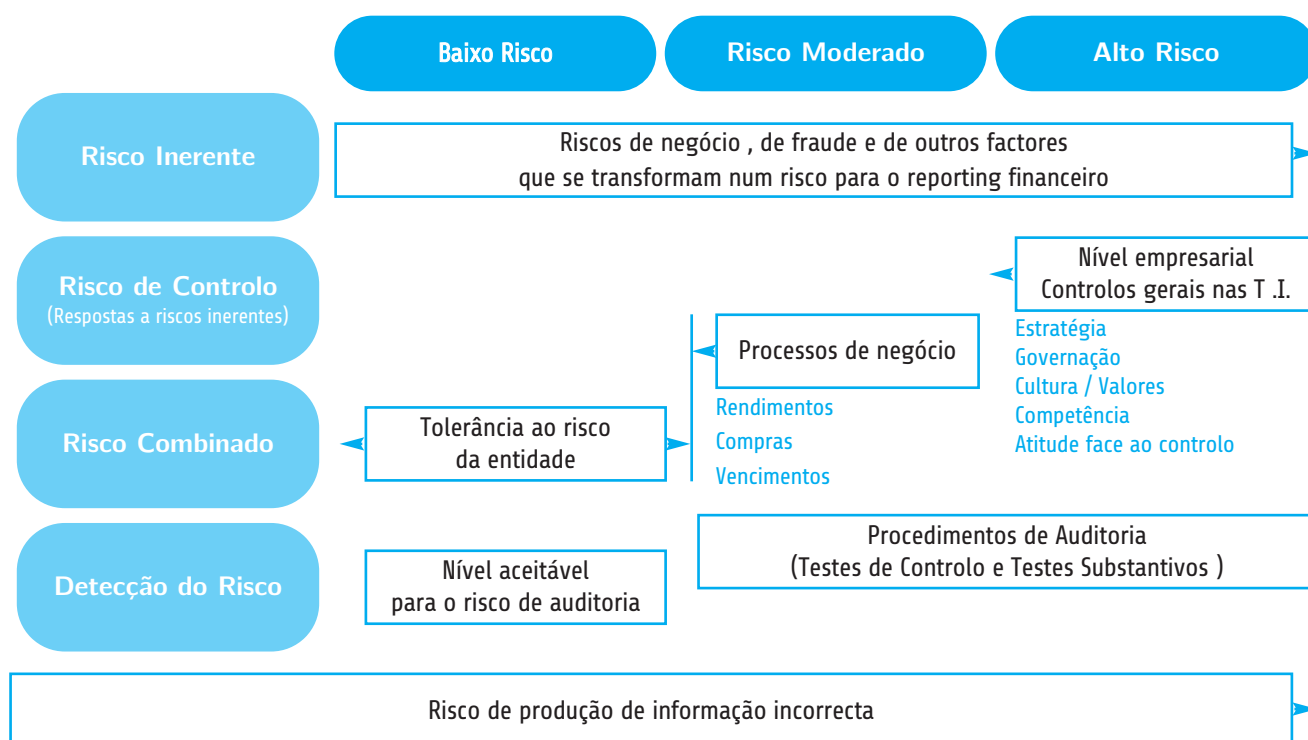 Baixo Risco
Risco Moderado
Alto Risco
Risco Inerente
Riscos de negócio , de fraude e de outros factores
que se transformam num risco para o reporting financeiro
Risco de Controlo
(Respostas a riscos inerentes)
Nível empresarial
Controlos gerais nas T .I.
Estratégia
Governação
Cultura / Valores
Competência
Atitude face ao controlo
Processos de negócio
Rendimentos
Compras
Vencimentos
Risco Combinado
Tolerância ao risco
da entidade
Detecção do Risco
Nível aceitável
para o risco de auditoria
Procedimentos de Auditoria
(Testes de Controlo e Testes Substantivos )
Risco de produção de informação incorrecta